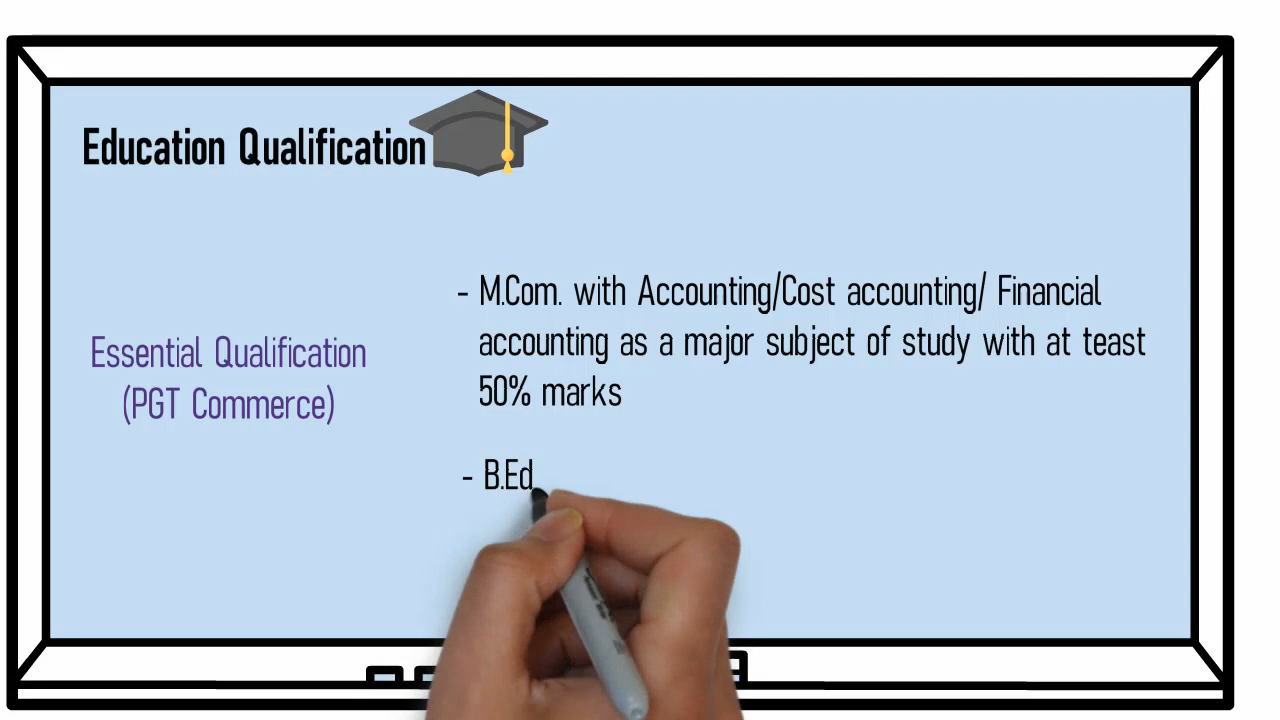 Education Qualification
Essential Qualification
(PGT Commerce)
- M.Com. with Accounting/Cost accounting/ Financial
accounting as a major subject of study with at teast
50% marks
- B.Ed